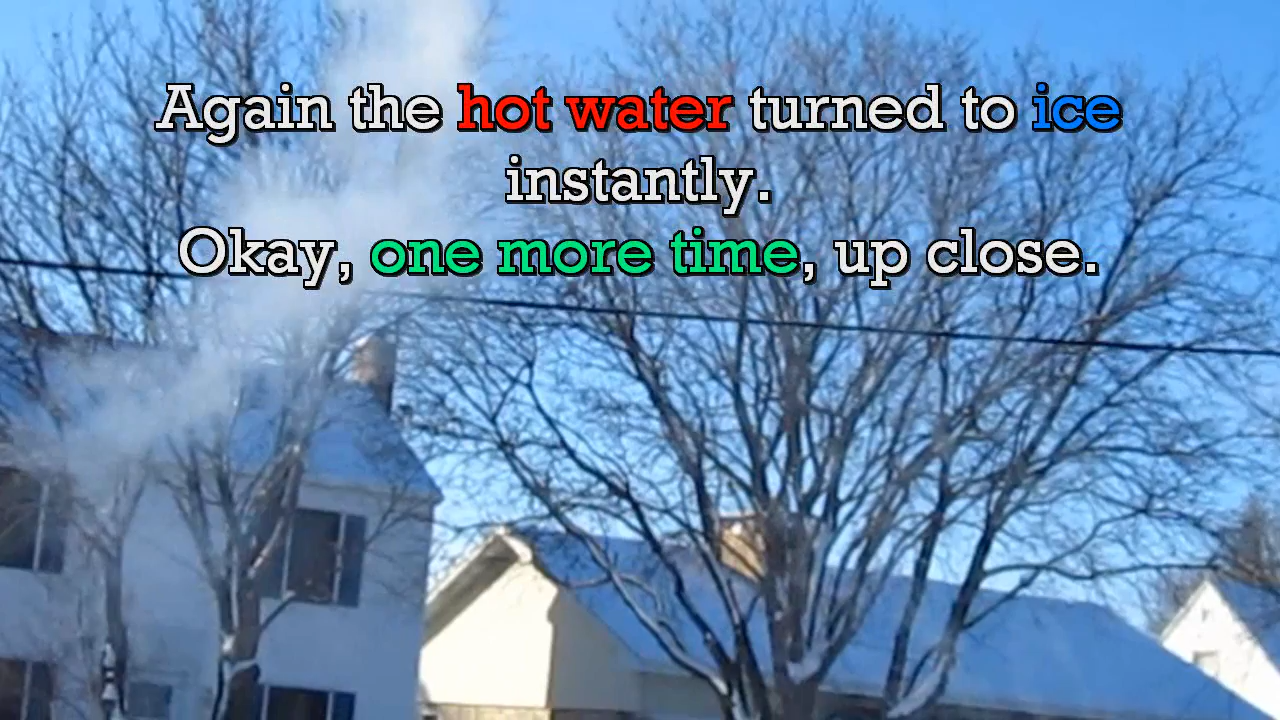 Again the hot water turned to ice
instantly.
Okay, one more time, up close.